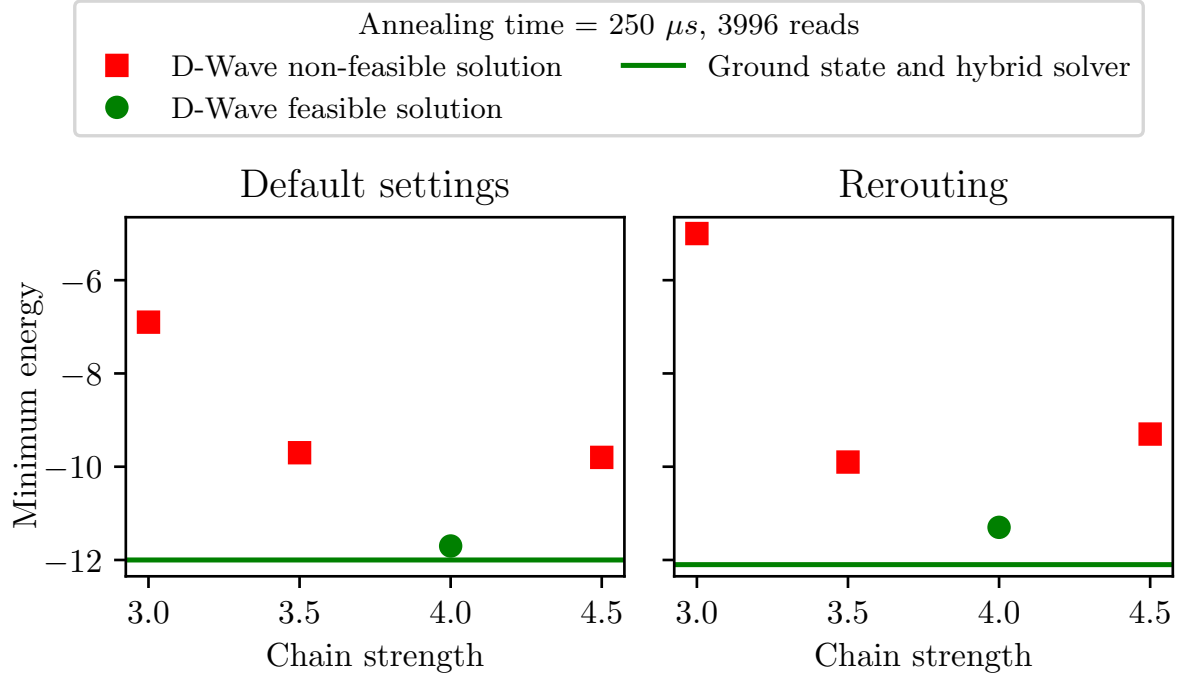 Annealing time = 250 μs, 3996 reads
D-Wave non-feasible solution
Ground state and hybrid solver
D-Wave feasible solution
Default settings
Rerouting
Minimum energy
−6
−8
−10
−12
3.0 3.5 4.0 4.5
3.0 3.5 4.0 4.5
Chain strength
Chain strength